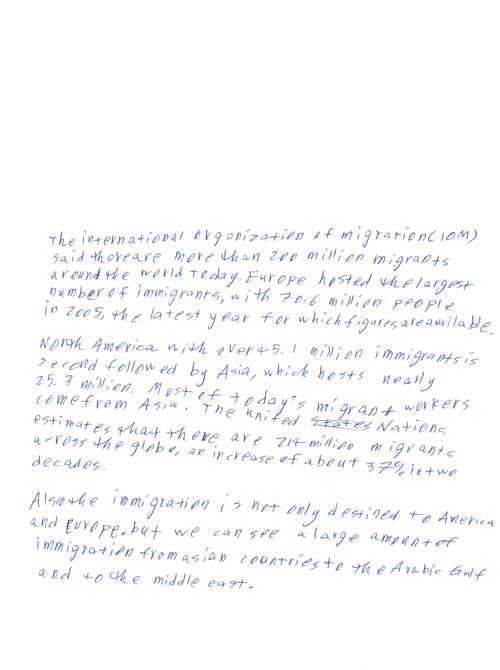 The international organization of migration(IOM)
said thoreare more than 200 million migrants
around the world today. Europe hosted the largest
number of immigrants, with 70.6 million people
in 2005, the latest year for which figures are available.
North America with over 45.1 million immigrants is
second followed by Asia, which hosts nearly
25.3 million. Most of today's migrant workers
come from Asia. The united states Nations
estimates that there are 214 million migrants
across the globe, an increase of about 37% in two
decades.
Also the immigration is not only destined to America
and Europe. but we can see a large amount of
immigration from asian countries to the Arabic Gulf
and to the middle east.